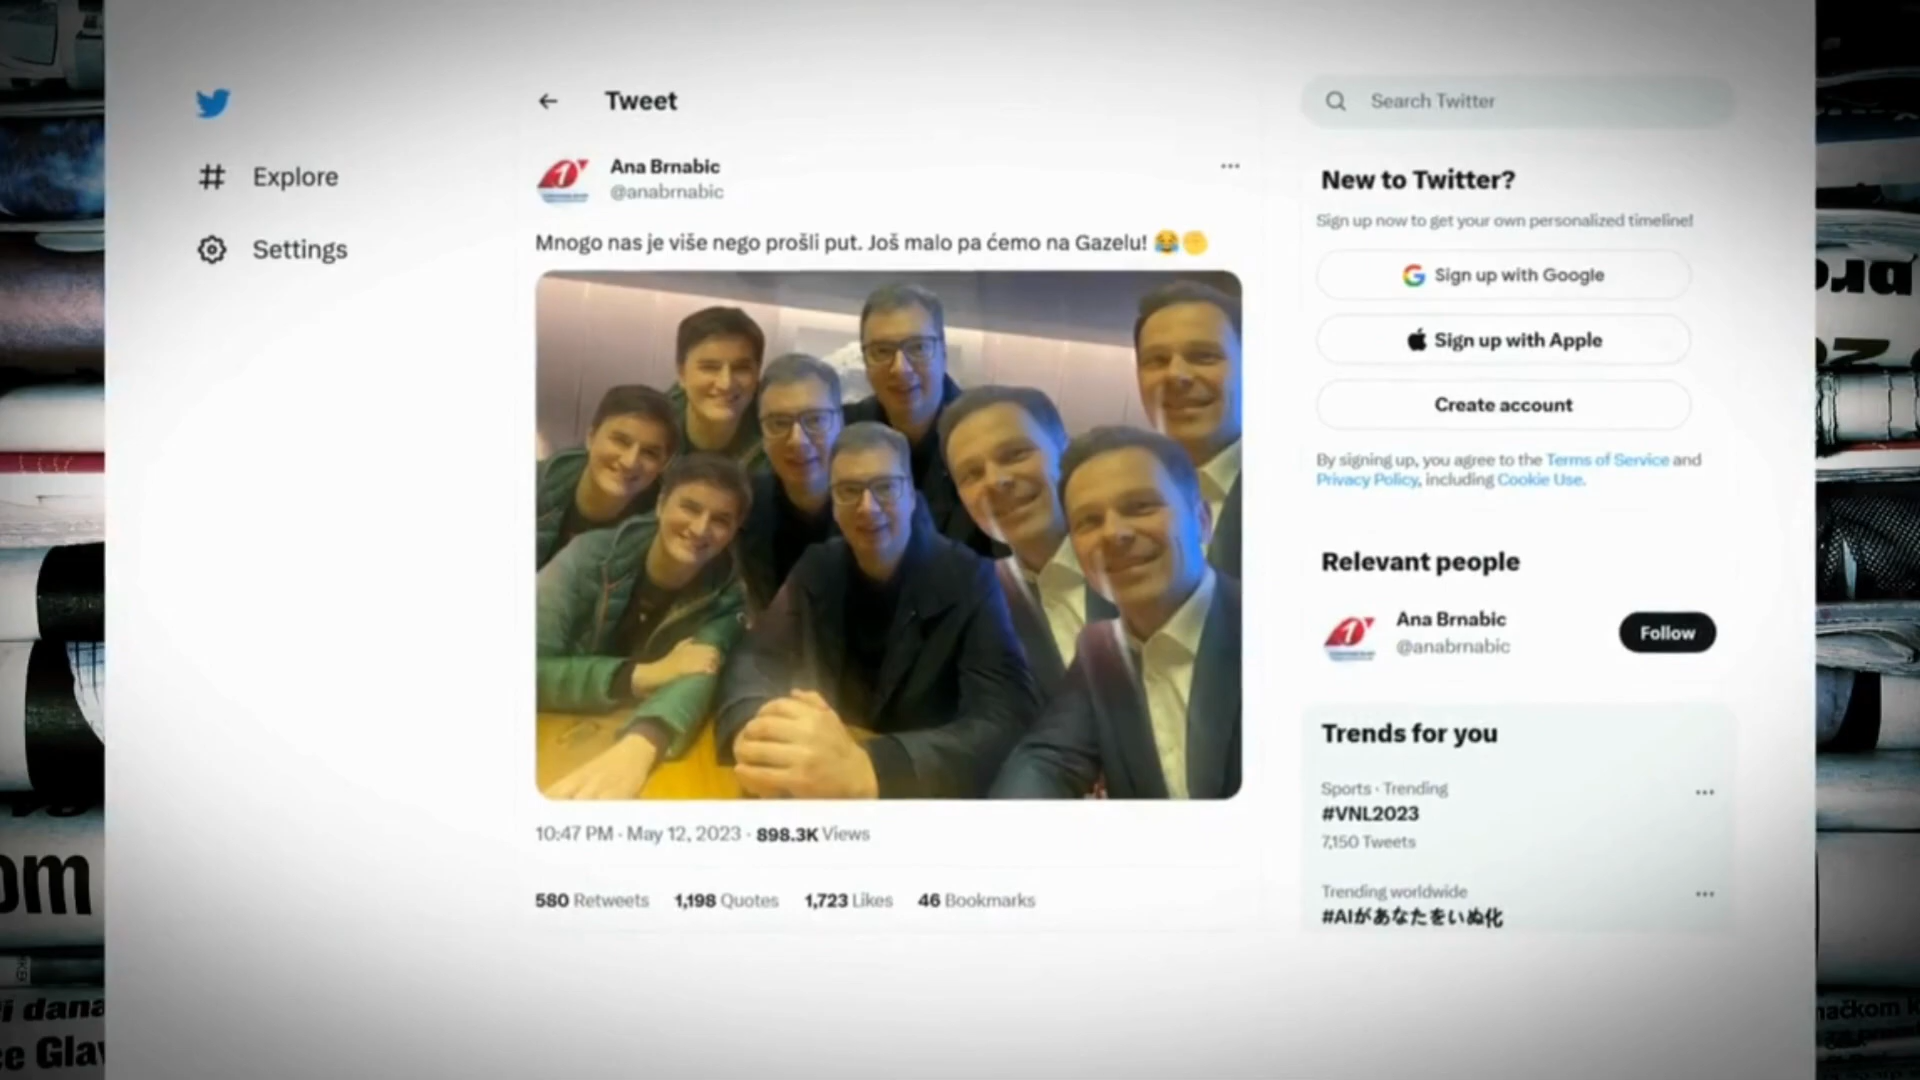 Tweet
Search Twitter
Explore
Settings
Ana Brnabic
@anabrnabic
Mnogo nas je više nego prošli put. Još malo pa ćemo na Gazelu! 😂✊
10:47 PM · May 12, 2023 · 898.3K Views
580 Retweets 1,198 Quotes 1,723 Likes 46 Bookmarks
New to Twitter?
Sign up now to get your own personalized timeline!
Sign up with Google
Sign up with Apple
Create account
By signing up, you agree to the Terms of Service and
Privacy Policy, including Cookie Use.
Relevant people
Ana Brnabic
@anabrnabic
Follow
Trends for you
Sports · Trending
#VNL2023
7,150 Tweets
Trending worldwide
#AIがあなたをいぬ化
om
dana